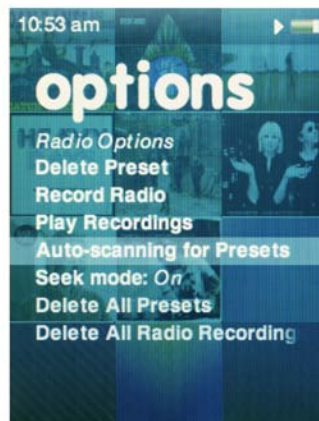 10:53 am
options
Radio Options
Delete Preset
Record Radio
Play Recordings
Auto-scanning for Presets
Seek mode: On
Delete All Presets
Delete All Radio Recording